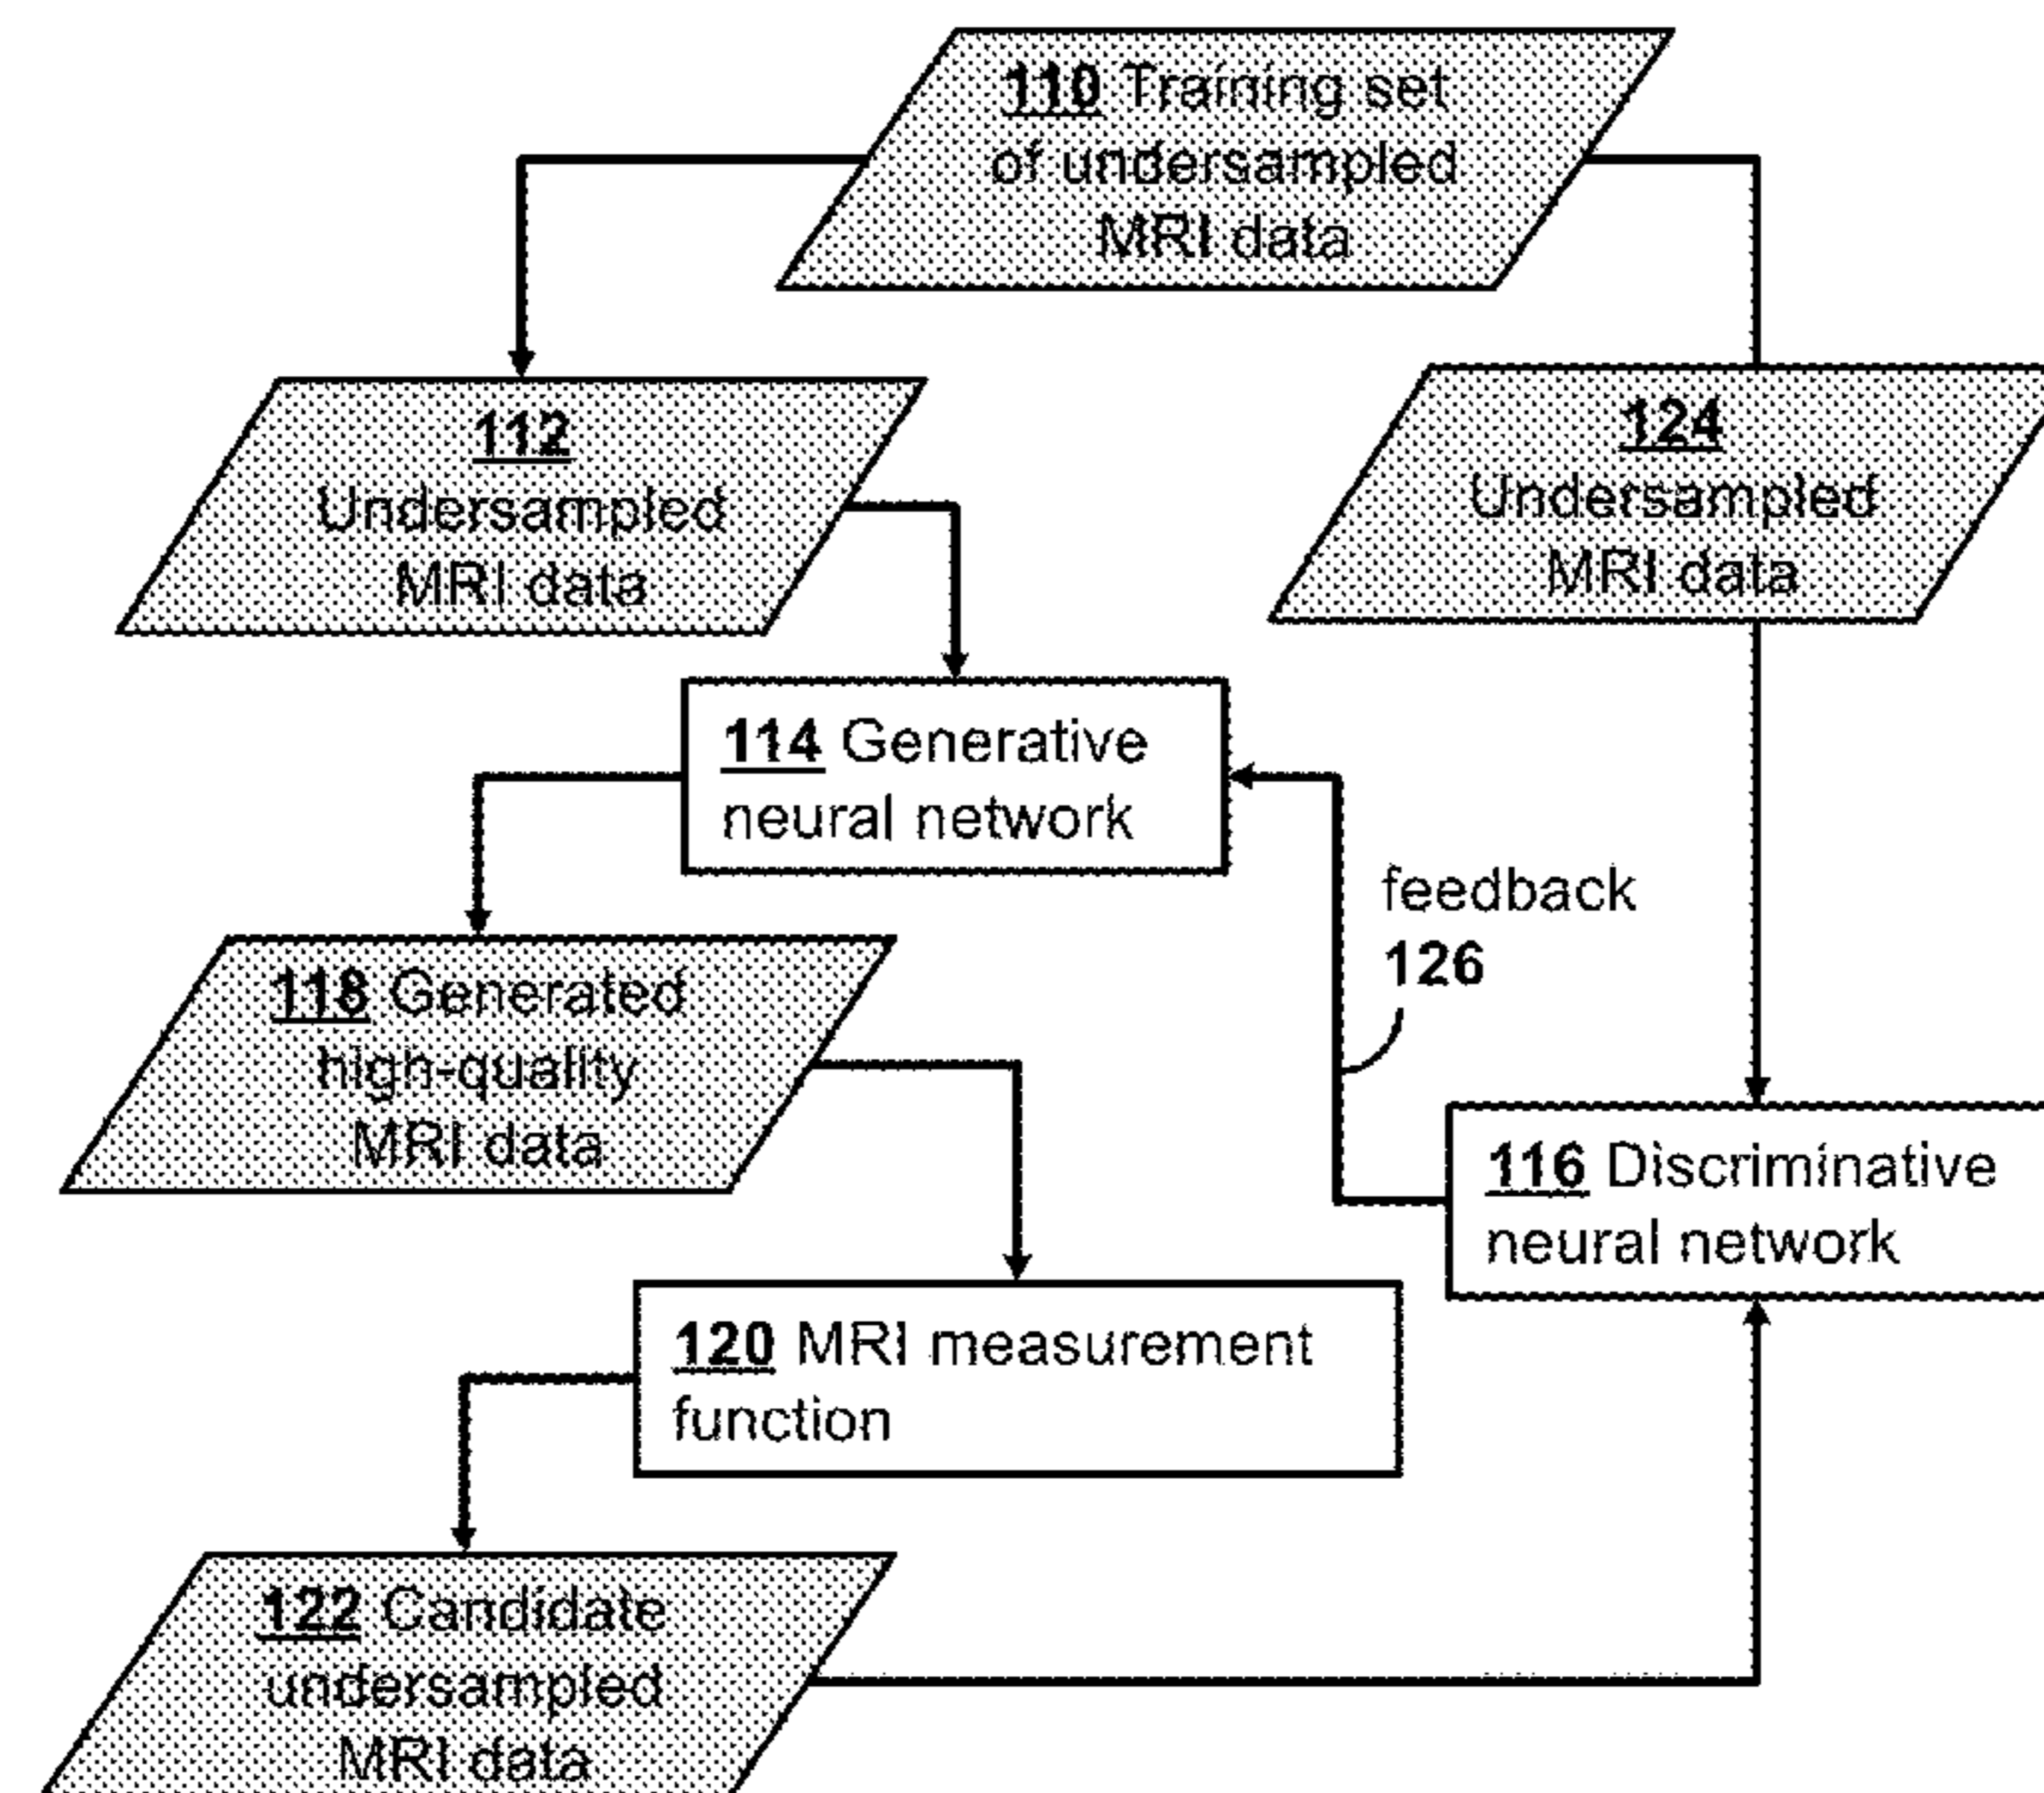 110 Training set
of undersampled
MRI data
112
Undersampled
MRI data
124
Undersampled
MRI data
114 Generative
neural network
feedback
126
118 Generated
high-quality
MRI data
116 Discriminative
neural network
120 MRI measurement
function
122 Candidate
undersampled
MRI data